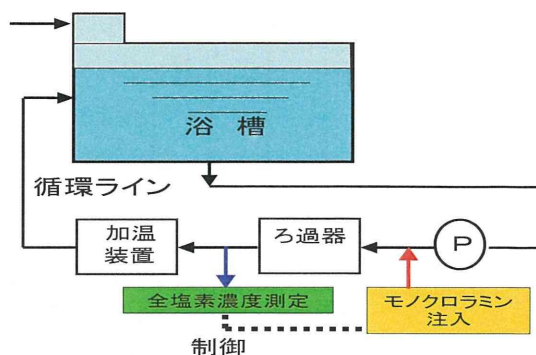 浴槽
循環ライン
加温
装置
ろ過器
P
全塩素濃度測定
モノクロラミン
注入
制御